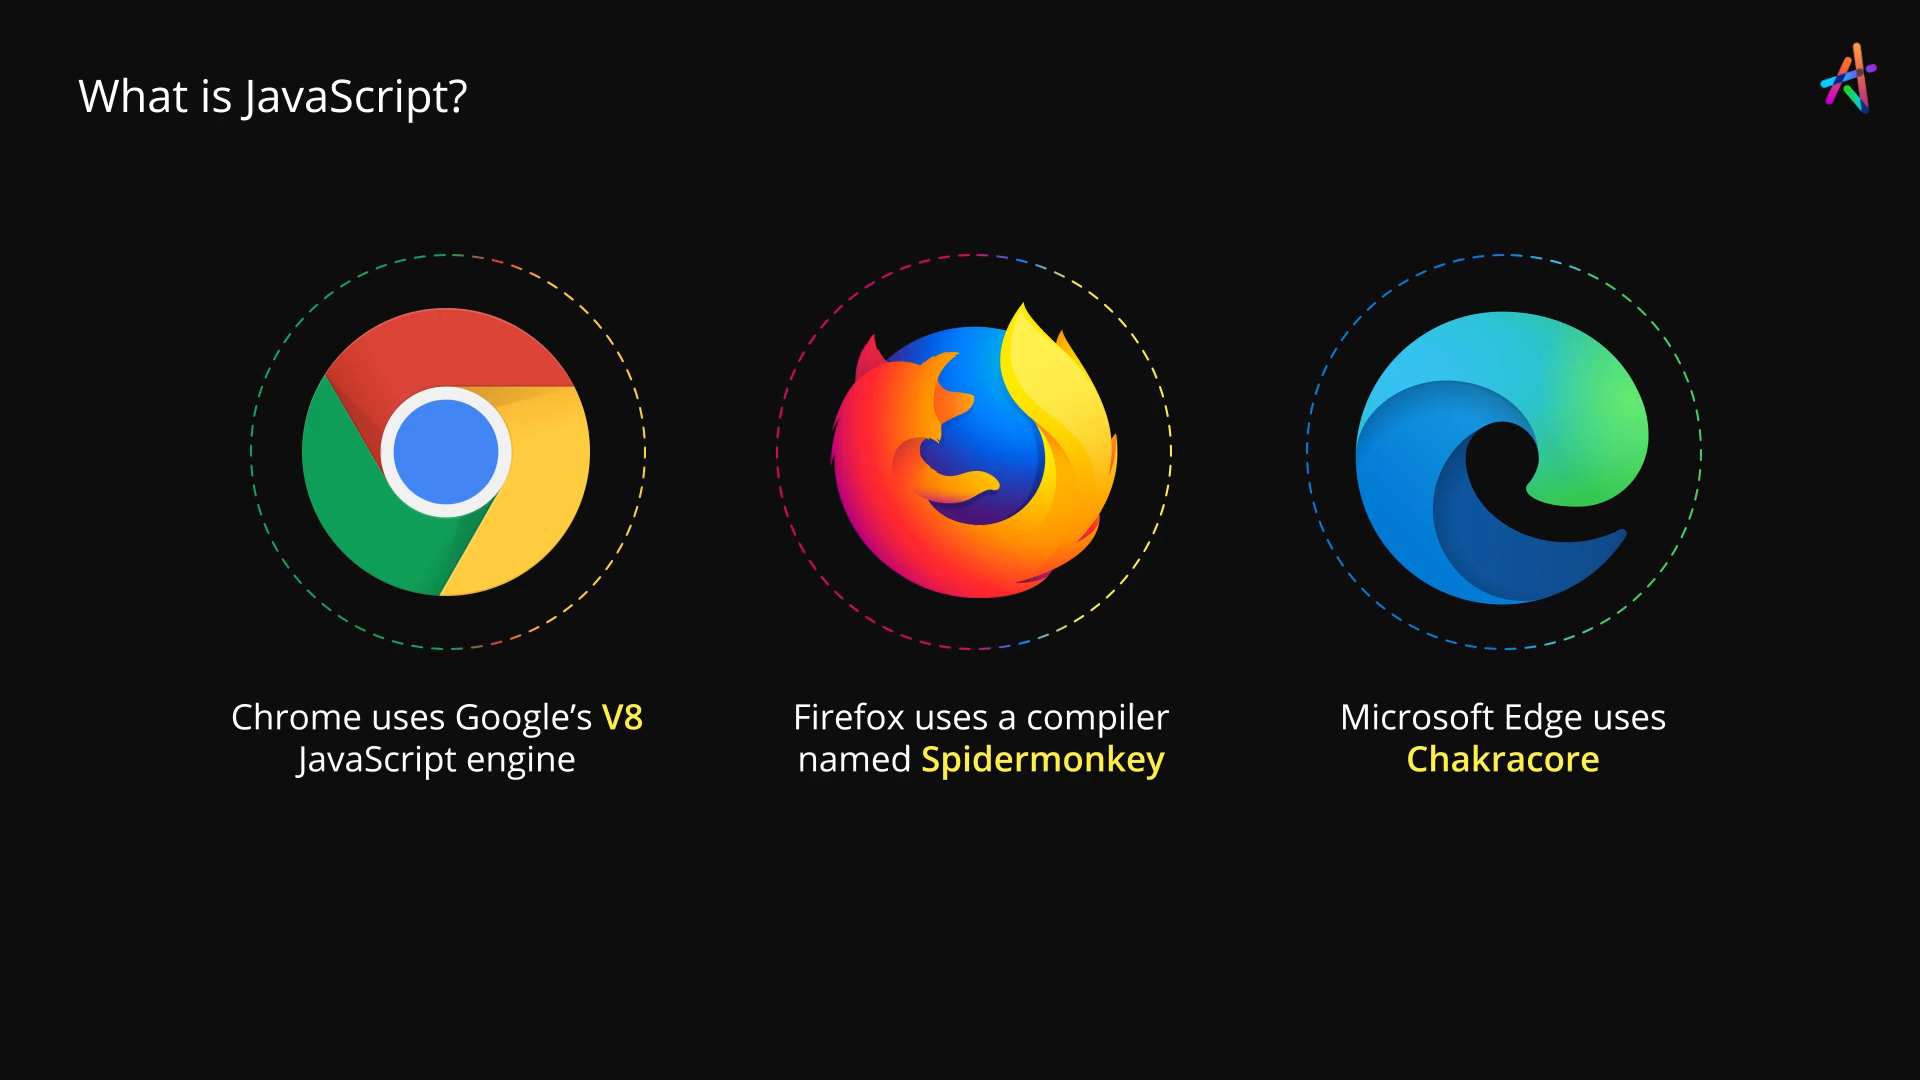 What is JavaScript?
Chrome uses Google’s V8
JavaScript engine
Firefox uses a compiler
named Spidermonkey
Microsoft Edge uses
Chakracore